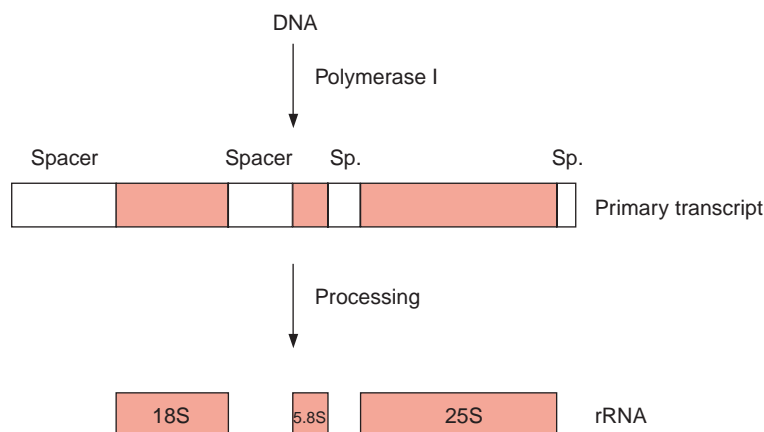 DNA
Polymerase I
Spacer Spacer Sp. Sp.
Primary transcript
Processing
18S 5.8S 25S rRNA